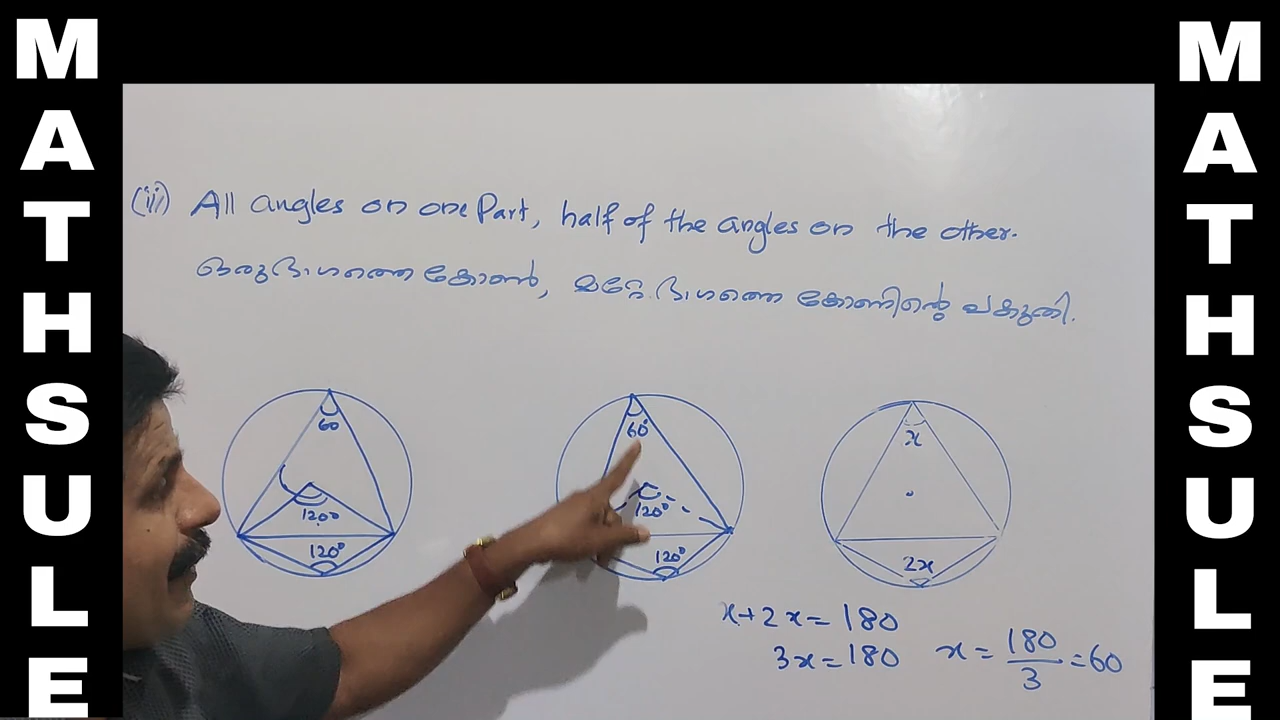 MATHSULE
MATHSULE
(iii) All angles on one Part, half of the angles on the other.
ഒരുഭാഗത്തെ കോൺ, മറ്റേ ഭാഗത്തെ കോണിന്റെ പകുതി.
60
120°
120°
60°
120°
120°
x
2x
x+2x=180
3x=180
x=180/3=60